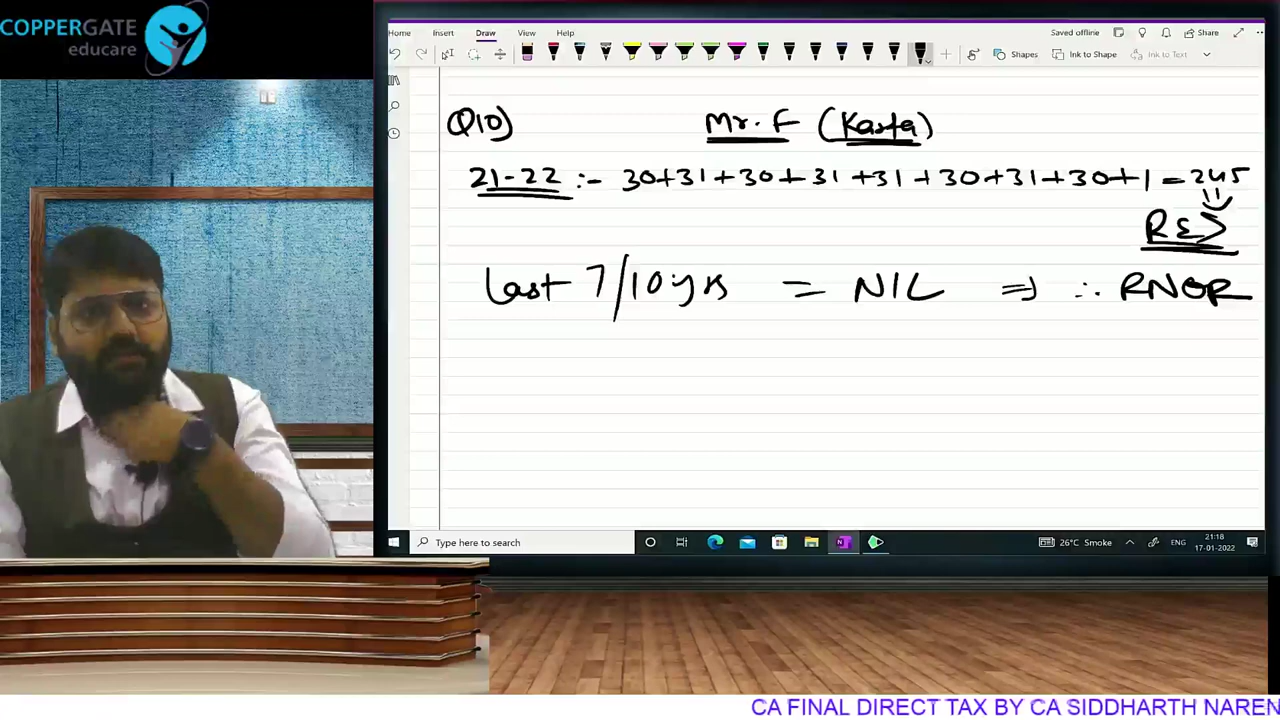 COPPERGATE
educare
Home Insert Draw View Help
Saved offline
Share
Shapes
Ink to Shape
Ink to Text
Q10) Mr. F (Karta)
21-22 :- 30+31+30+31+31+30+31+30+1 = 245
RES
last 7/10 yrs = NIL ⇒ ∴ RNOR
Type here to search
26°C Smoke
ENG
21:18
17-01-2022
CA FINAL DIRECT TAX BY CA SIDDHARTH NAREN